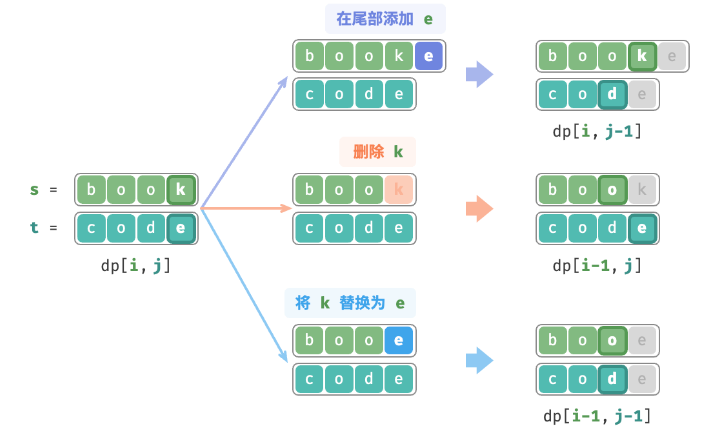 在尾部添加 e
b o o k e
c o d e
b o o k e
c o d e
dp[i, j-1]
s = b o o k
t = c o d e
dp[i, j]
删除 k
b o o k
c o d e
b o o k
c o d e
dp[i-1, j]
将 k 替换为 e
b o o e
c o d e
b o o e
c o d e
dp[i-1, j-1]